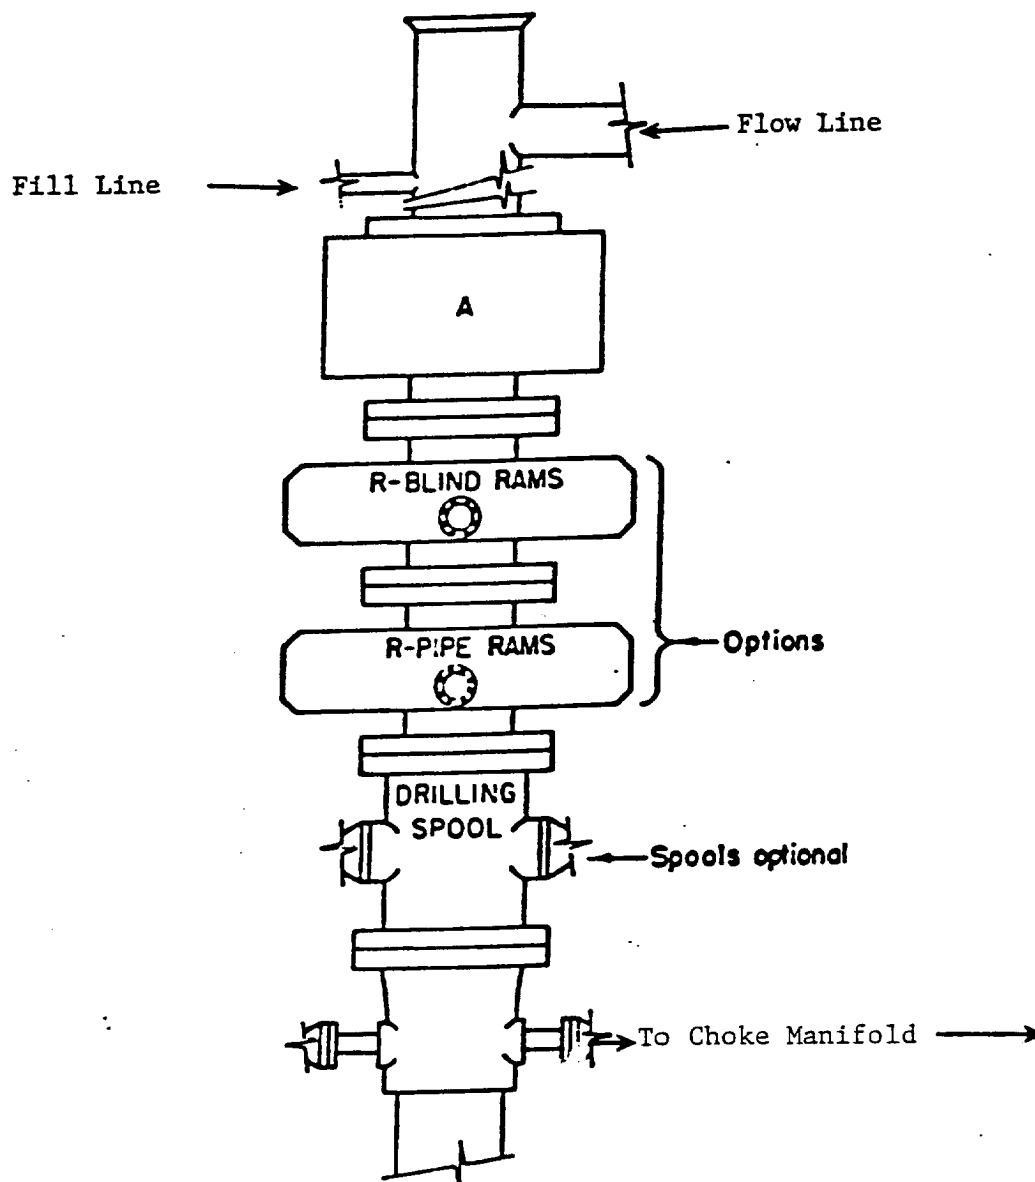 Flow Line
Fill Line
A
R-BLIND RAMS
R-PIPE RAMS
Options
DRILLING
SPOOL
Spools optional
To Choke Manifold